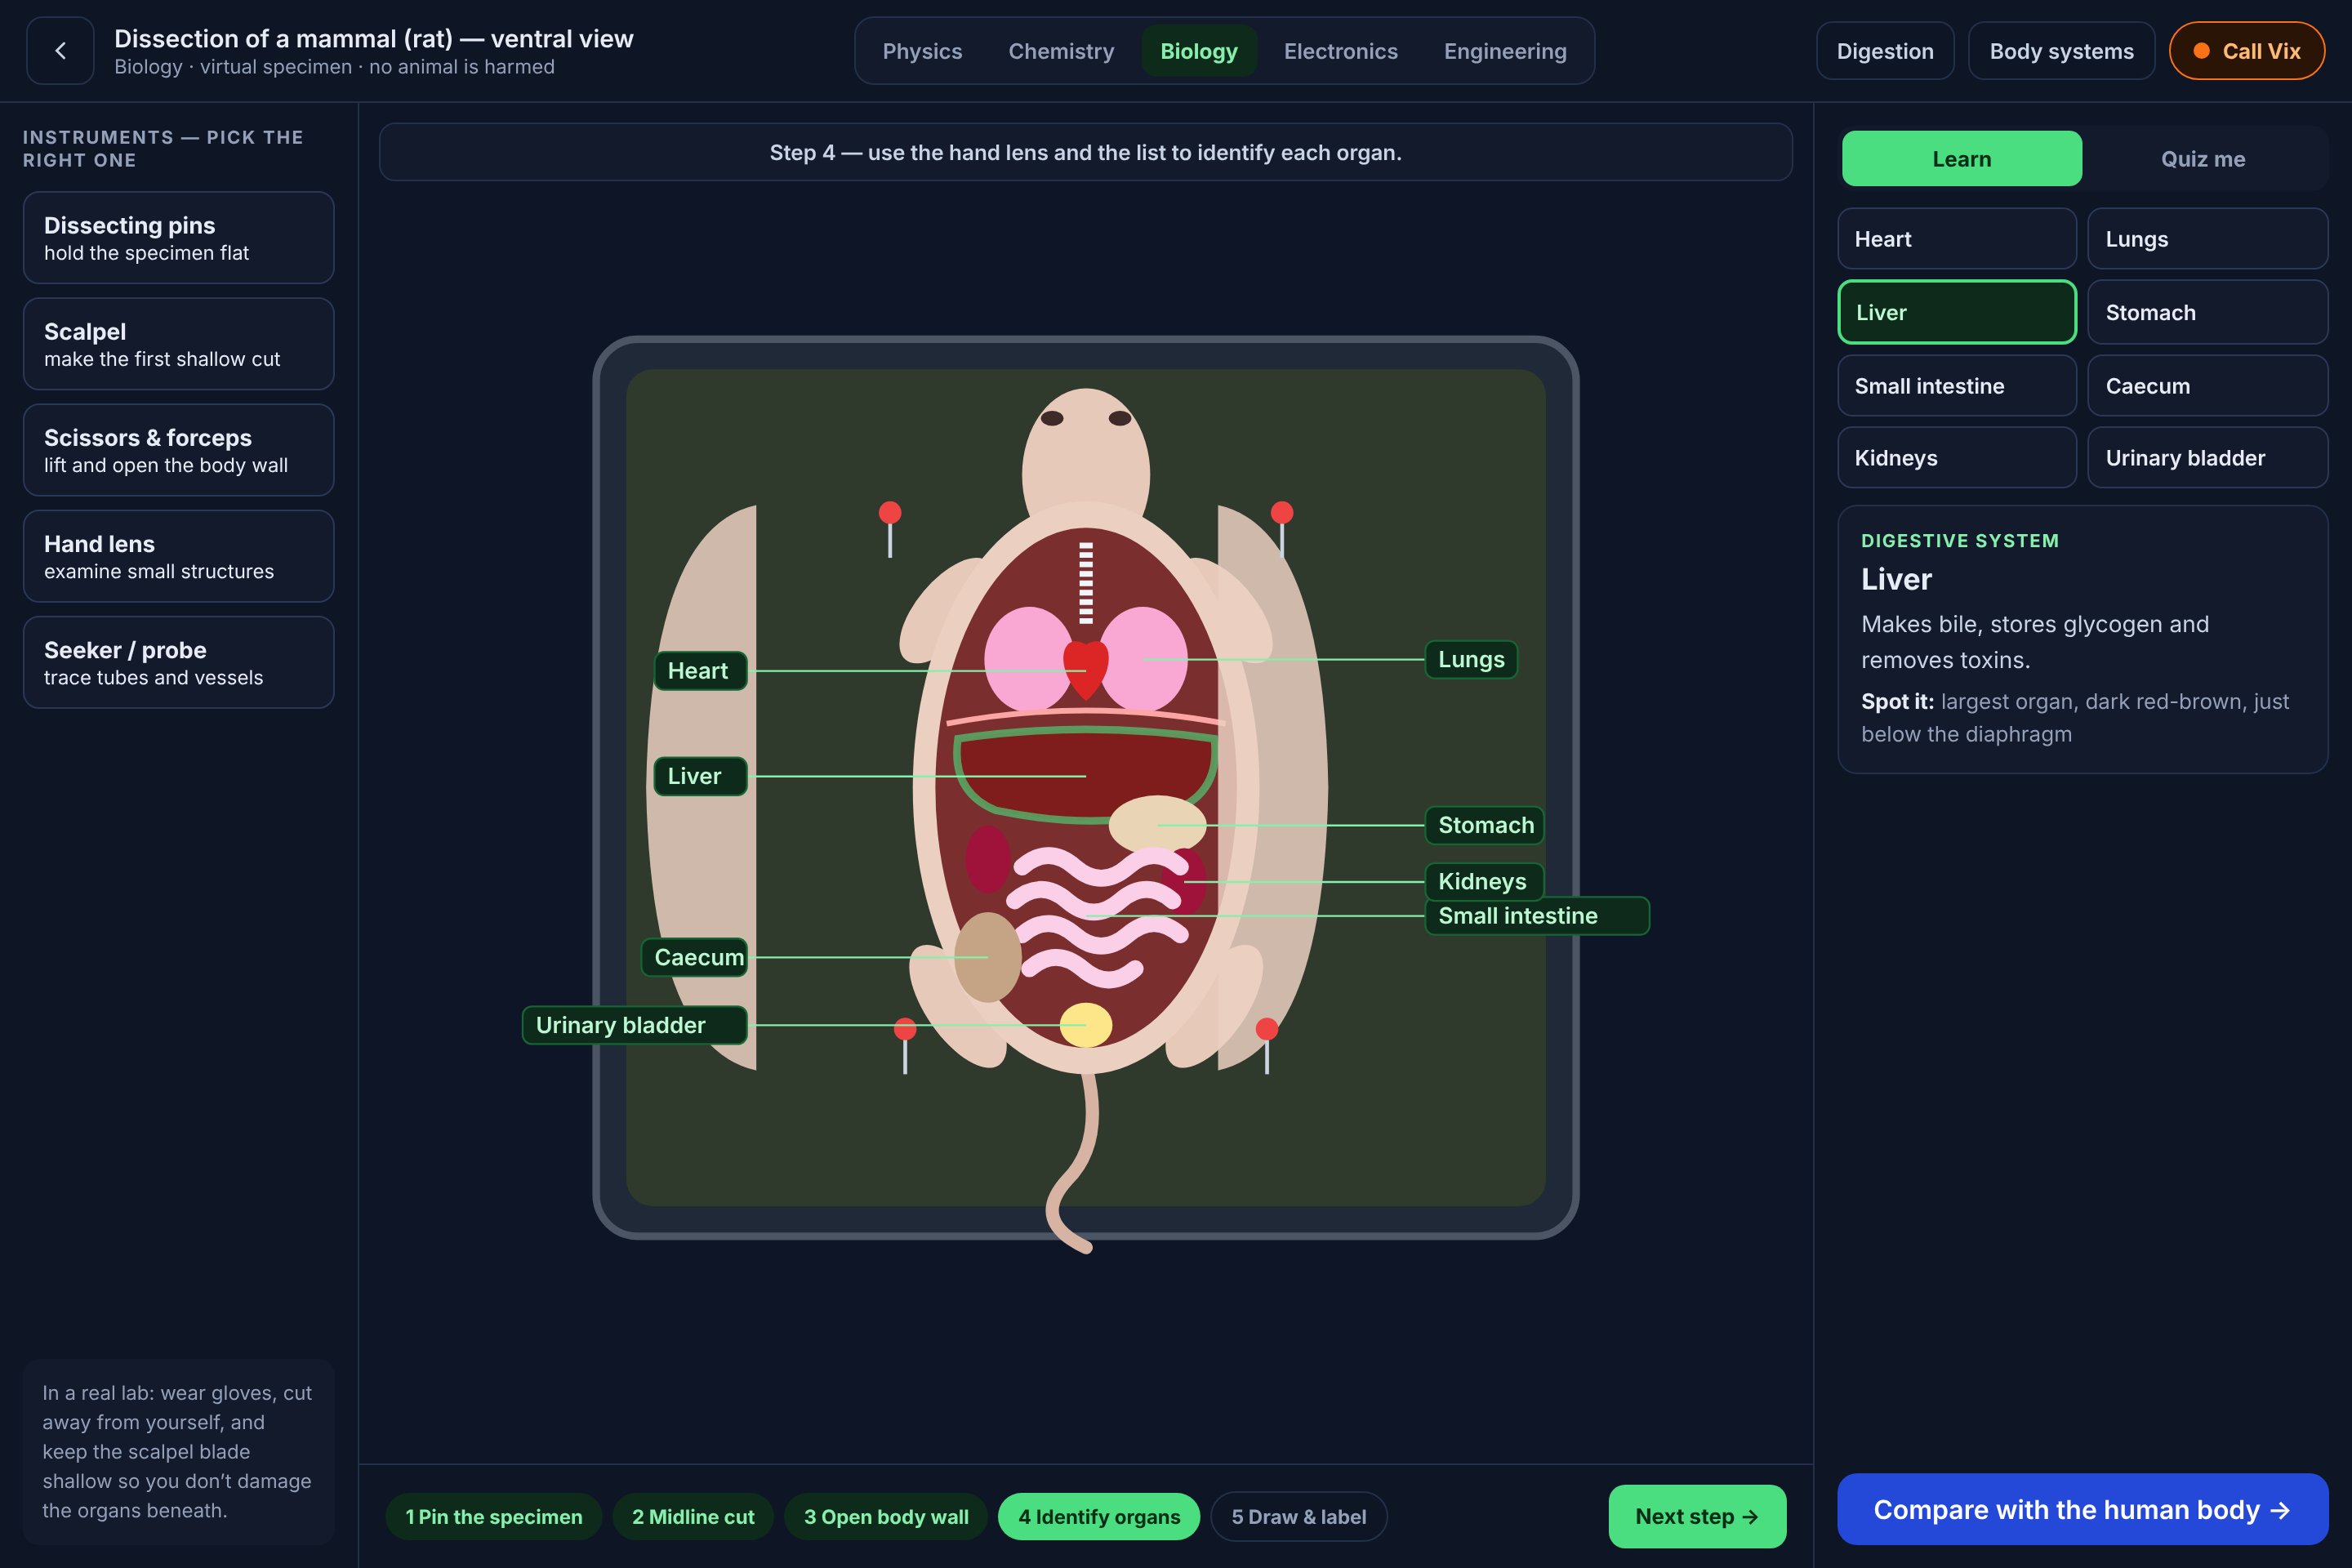 Dissection of a mammal (rat) — ventral view
Biology · virtual specimen · no animal is harmed
Physics
Chemistry
Biology
Electronics
Engineering
Digestion
Body systems
Call Vix
INSTRUMENTS — PICK THE
RIGHT ONE
Dissecting pins
hold the specimen flat
Scalpel
make the first shallow cut
Scissors & forceps
lift and open the body wall
Hand lens
examine small structures
Seeker / probe
trace tubes and vessels
In a real lab: wear gloves, cut
away from yourself, and
keep the scalpel blade
shallow so you don’t damage
the organs beneath.
Step 4 — use the hand lens and the list to identify each organ.
Heart
Lungs
Liver
Stomach
Kidneys
Small intestine
Caecum
Urinary bladder
1 Pin the specimen
2 Midline cut
3 Open body wall
4 Identify organs
5 Draw & label
Next step →
Learn
Quiz me
Heart
Lungs
Liver
Stomach
Small intestine
Caecum
Kidneys
Urinary bladder
DIGESTIVE SYSTEM
Liver
Makes bile, stores glycogen and
removes toxins.
Spot it: largest organ, dark red-brown, just
below the diaphragm
Compare with the human body →